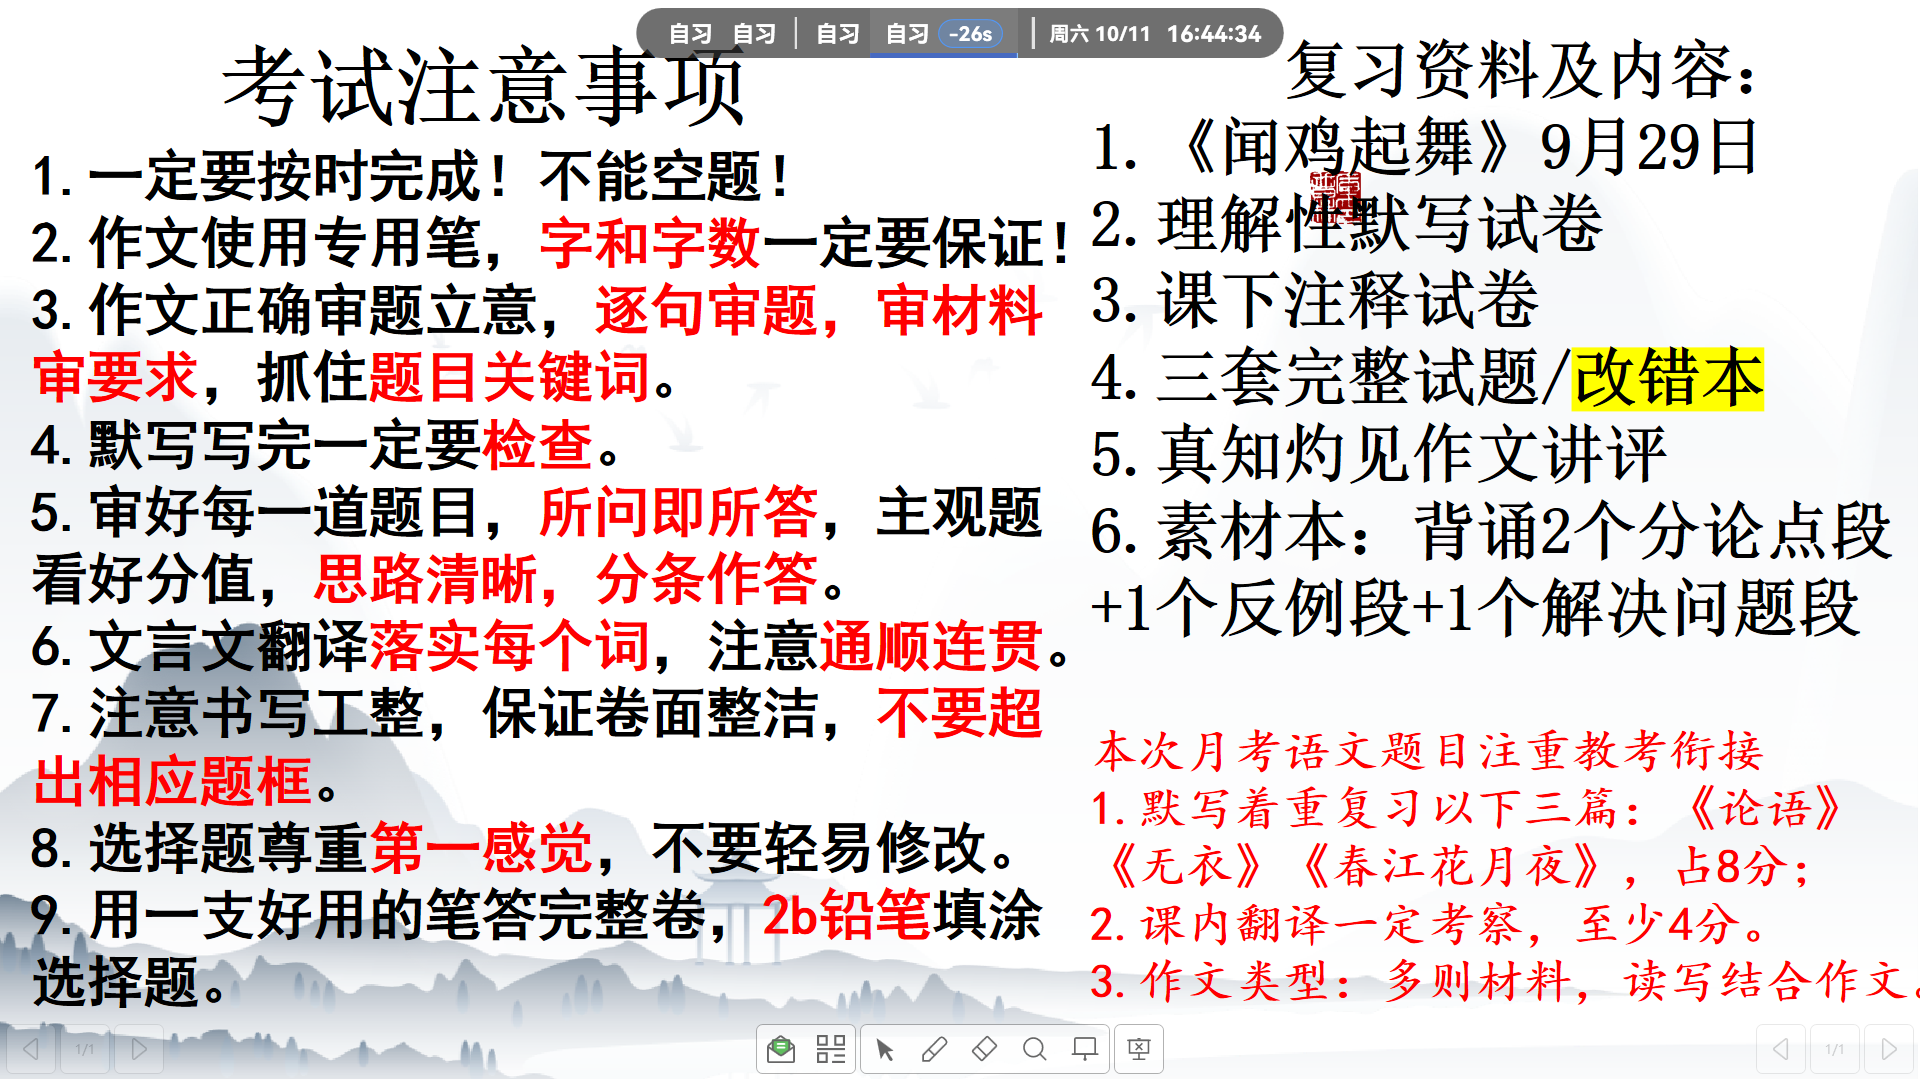 自习 自习 自习 自习 -26s 周六 10/11 16:44:34
考试注意事项
1.一定要按时完成！不能空题！
2.作文使用专用笔，字和字数一定要保证！
3.作文正确审题立意，逐句审题，审材料
审要求，抓住题目关键词。
4.默写写完一定要检查。
5.审好每一道题目，所问即所答，主观题
看好分值，思路清晰，分条作答。
6.文言文翻译落实每个词，注意通顺连贯。
7.注意书写工整，保证卷面整洁，不要超
出相应题框。
8.选择题尊重第一感觉，不要轻易修改。
9.用一支好用的笔答完整卷，2b铅笔填涂
选择题。
复习资料及内容：
1.《闻鸡起舞》9月29日
2.理解性默写试卷
3.课下注释试卷
4.三套完整试题/改错本
5.真知灼见作文讲评
6.素材本：背诵2个分论点段
+1个反例段+1个解决问题段
本次月考语文题目注重教考衔接
1.默写着重复习以下三篇：《论语》
《无衣》《春江花月夜》，占8分；
2.课内翻译一定考察，至少4分。
3.作文类型：多则材料，读写结合作文。
1/1
1/1